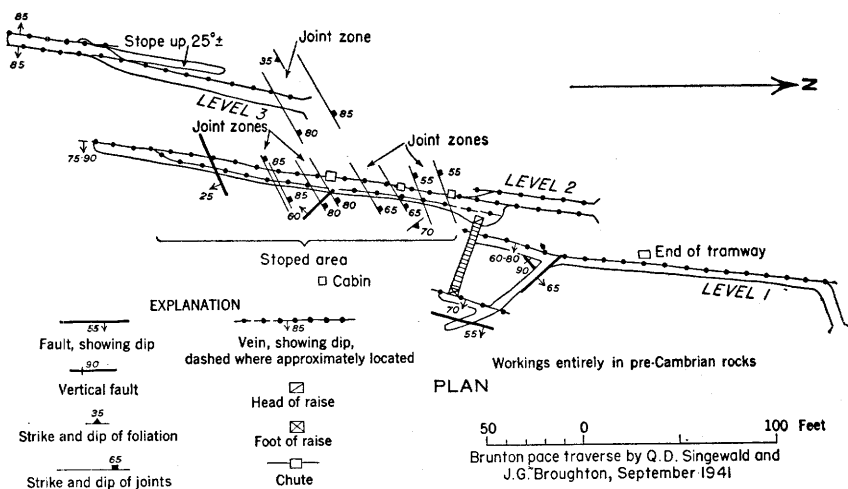 85
Stope up 25°±
Joint zone
35
85
LEVEL 3
85
80
N
Joint zones
Joint zones
75-90
85
55
55
LEVEL 2
25
85
60
80
80
65
65
70
Stoped area
60-80
90
End of tramway
65
LEVEL 1
Cabin
70
55
EXPLANATION
55
Fault, showing dip
85
Vein, showing dip,
dashed where approximately located
Workings entirely in pre-Cambrian rocks
90
Vertical fault
Head of raise
PLAN
35
Strike and dip of foliation
Foot of raise
50 0 100 Feet
65
Strike and dip of joints
Chute
Brunton pace traverse by Q.D. Singewald and
J.G. Broughton, September 1941